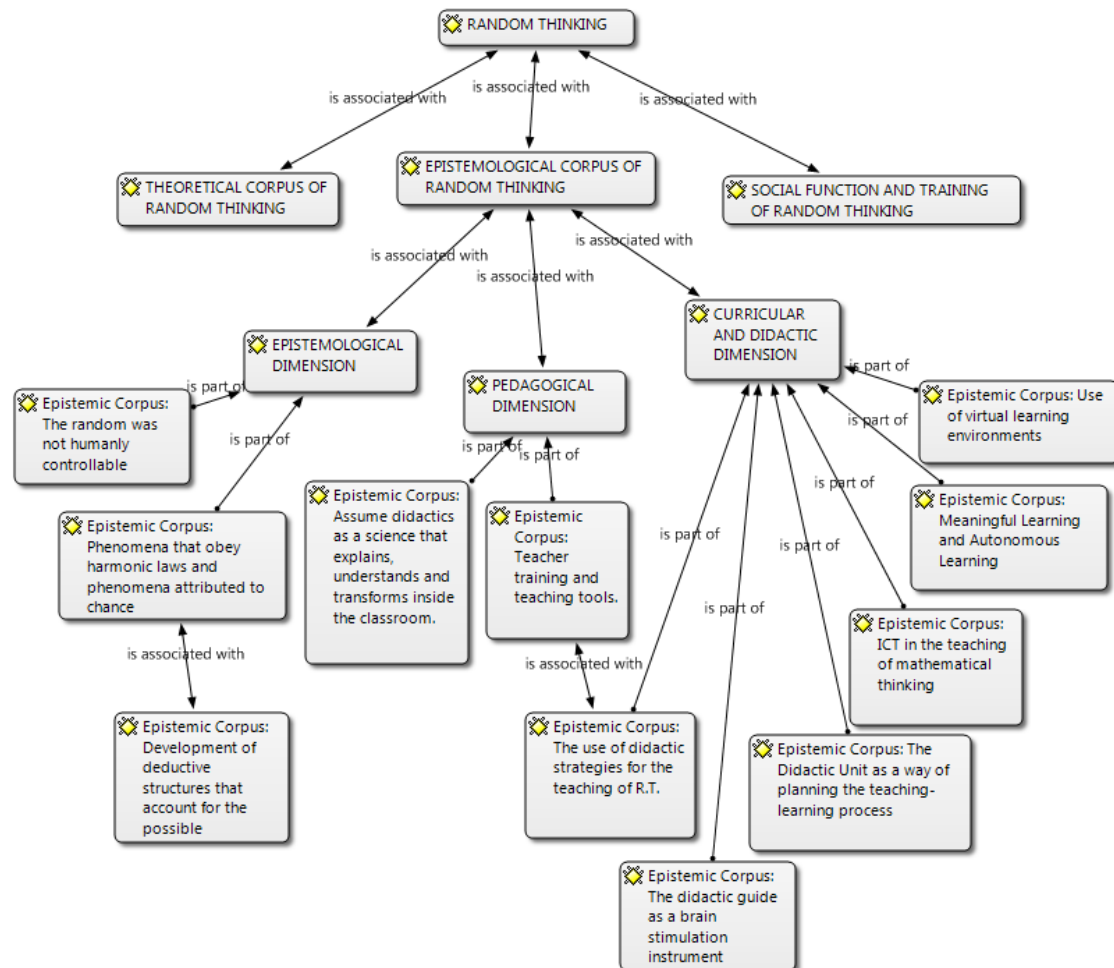 RANDOM THINKING
is associated with
is associated with
is associated with
THEORETICAL CORPUS OF
RANDOM THINKING
EPISTEMOLOGICAL CORPUS OF
RANDOM THINKING
SOCIAL FUNCTION AND TRAINING
OF RANDOM THINKING
is associated with
is associated with
is associated with
EPISTEMOLOGICAL
DIMENSION
PEDAGOGICAL
DIMENSION
CURRICULAR
AND DIDACTIC
DIMENSION
is part of
Epistemic Corpus:
The random was
not humanly
controllable
is part of
Epistemic Corpus:
Phenomena that obey
harmonic laws and
phenomena attributed to
chance
is associated with
Epistemic Corpus:
Development of
deductive
structures that
account for the
possible
is part of
is part of
Epistemic Corpus:
Assume didactics
as a science that
explains,
understands and
transforms inside
the classroom.
Epistemic
Corpus:
Teacher
training and
teaching tools.
is associated with
Epistemic Corpus:
The use of didactic
strategies for the
teaching of R.T.
is part of
is part of
is part of
is part of
is part of
is part of
Epistemic Corpus: Use
of virtual learning
environments
Epistemic Corpus:
Meaningful Learning
and Autonomous
Learning
Epistemic Corpus:
ICT in the teaching
of mathematical
thinking
Epistemic Corpus: The
Didactic Unit as a way of
planning the teaching-
learning process
Epistemic Corpus:
The didactic guide
as a brain
stimulation
instrument